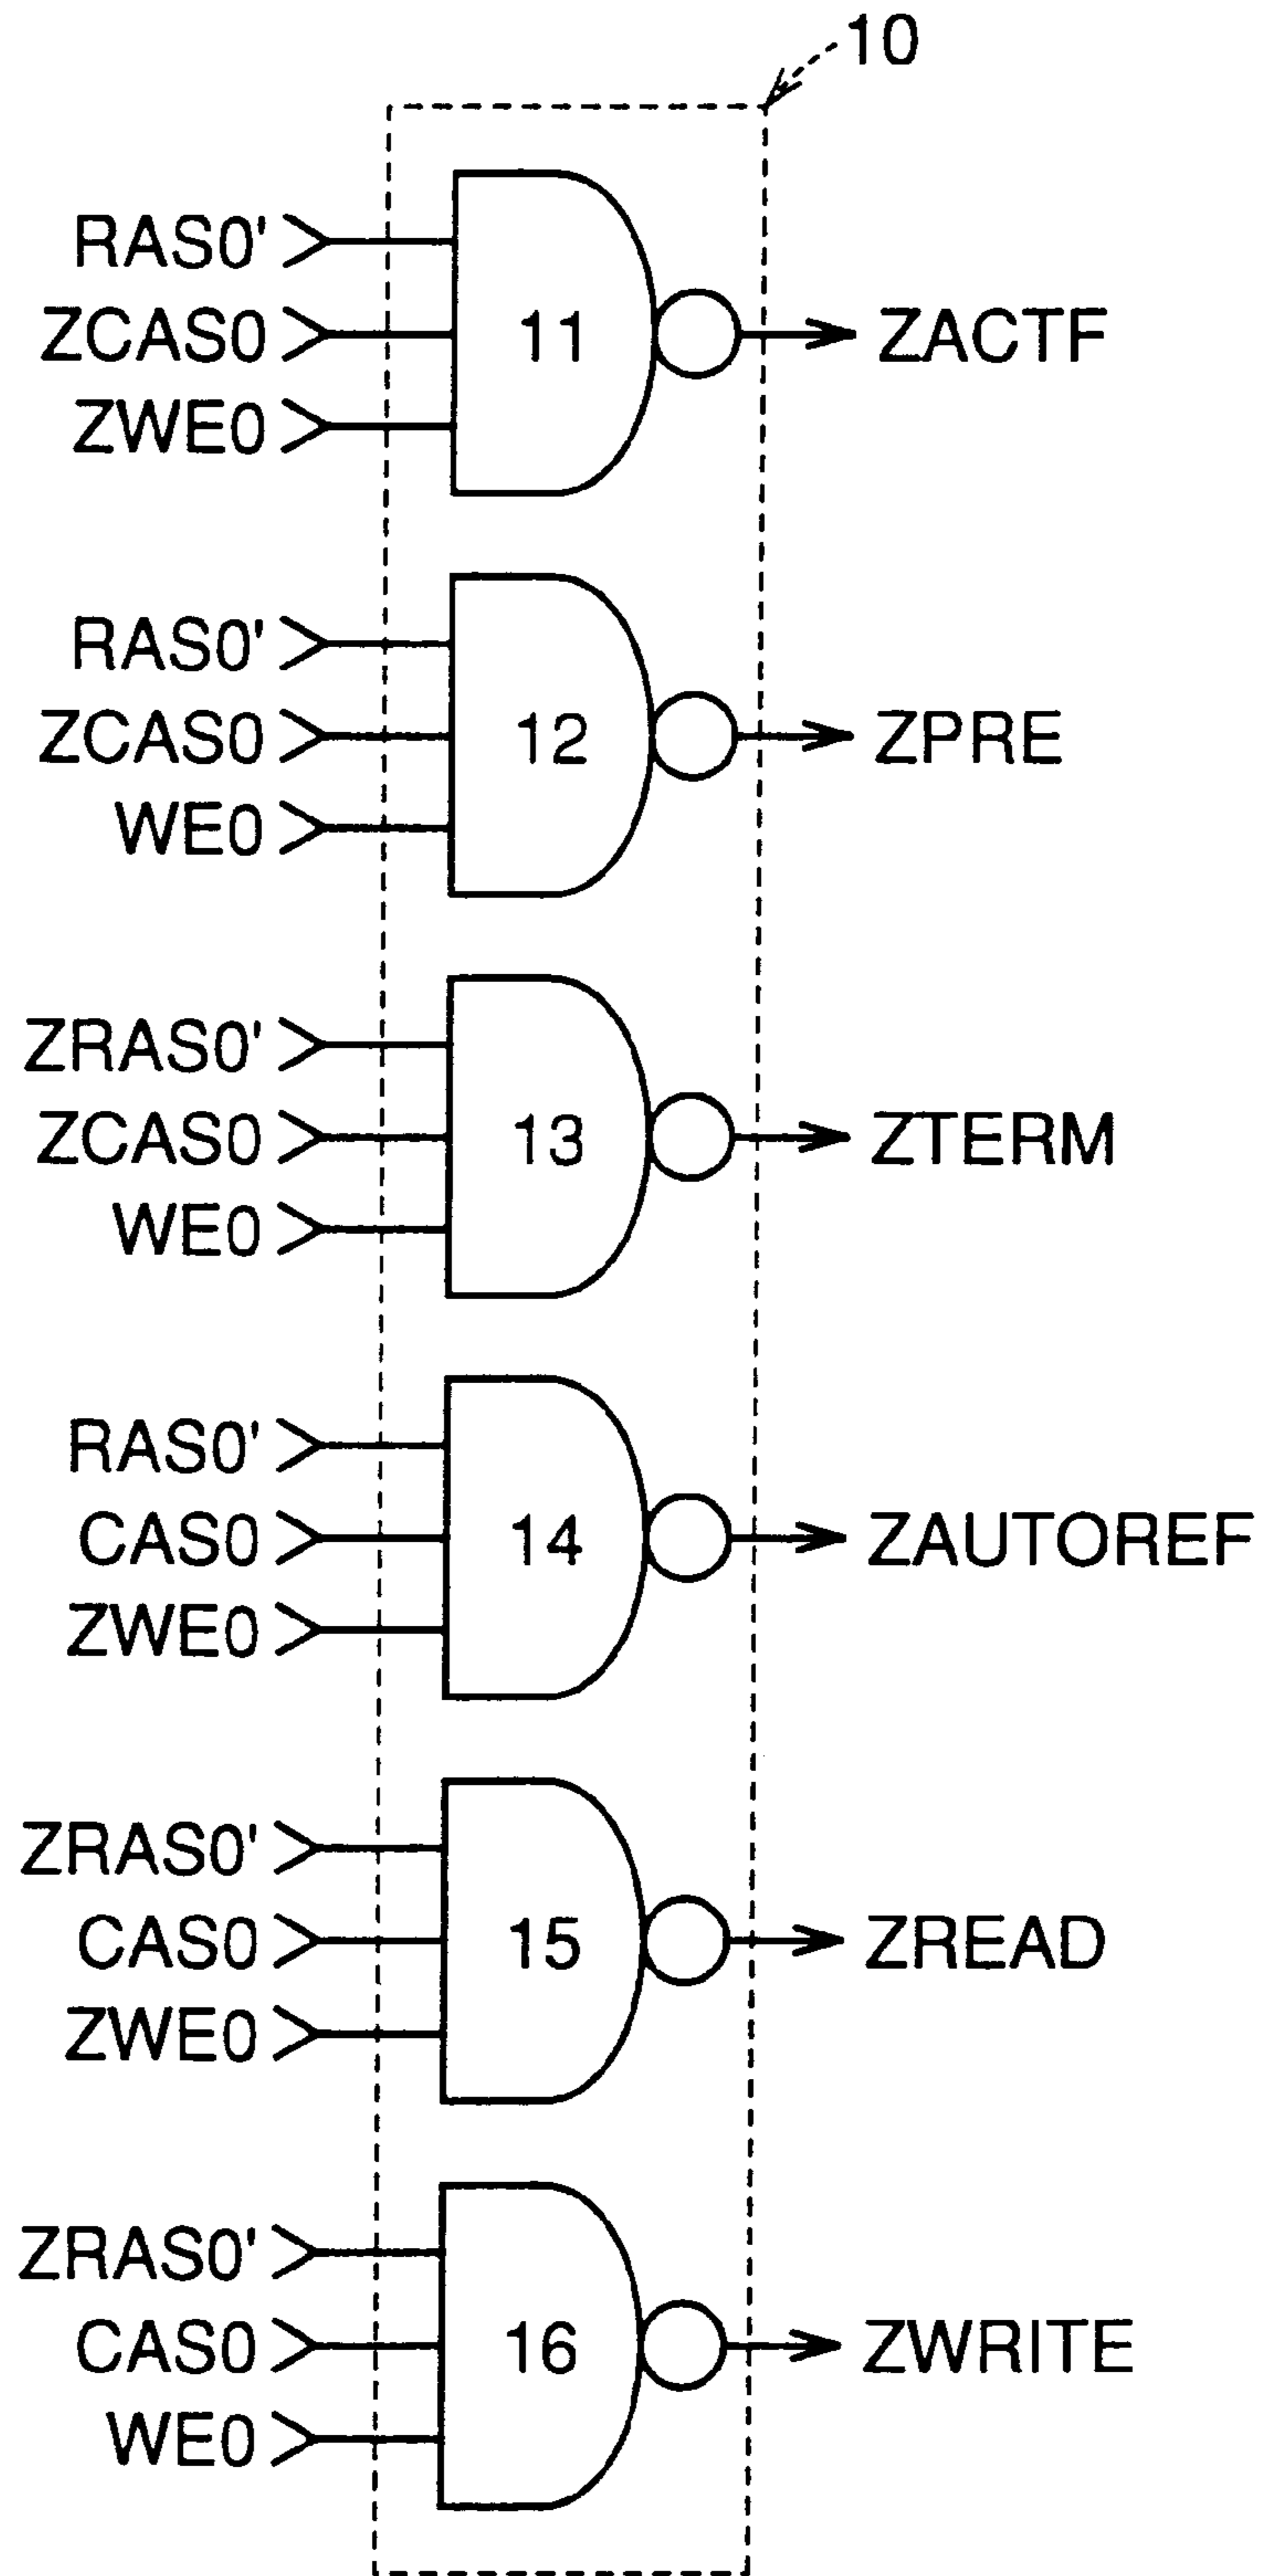 10
RAS0'
ZCAS0
ZWE0
11
ZACTF
RAS0'
ZCAS0
WE0
12
ZPRE
ZRAS0'
ZCAS0
WE0
13
ZTERM
RAS0'
CAS0
ZWE0
14
ZAUTOREF
ZRAS0'
CAS0
ZWE0
15
ZREAD
ZRAS0'
CAS0
WE0
16
ZWRITE